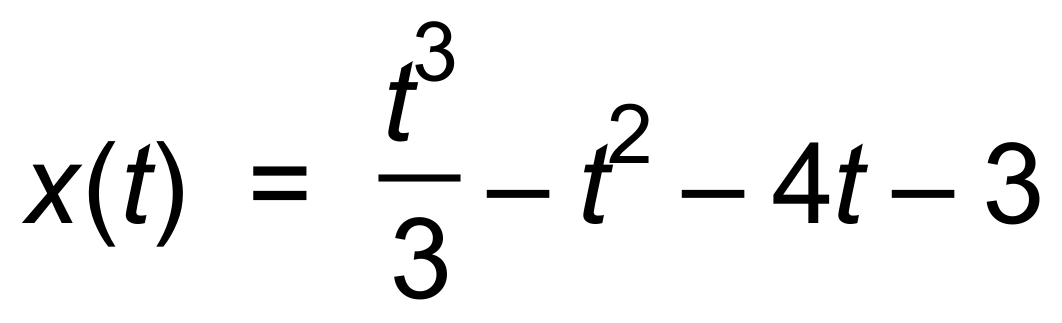 x(t) = t³/3 – t² – 4t – 3